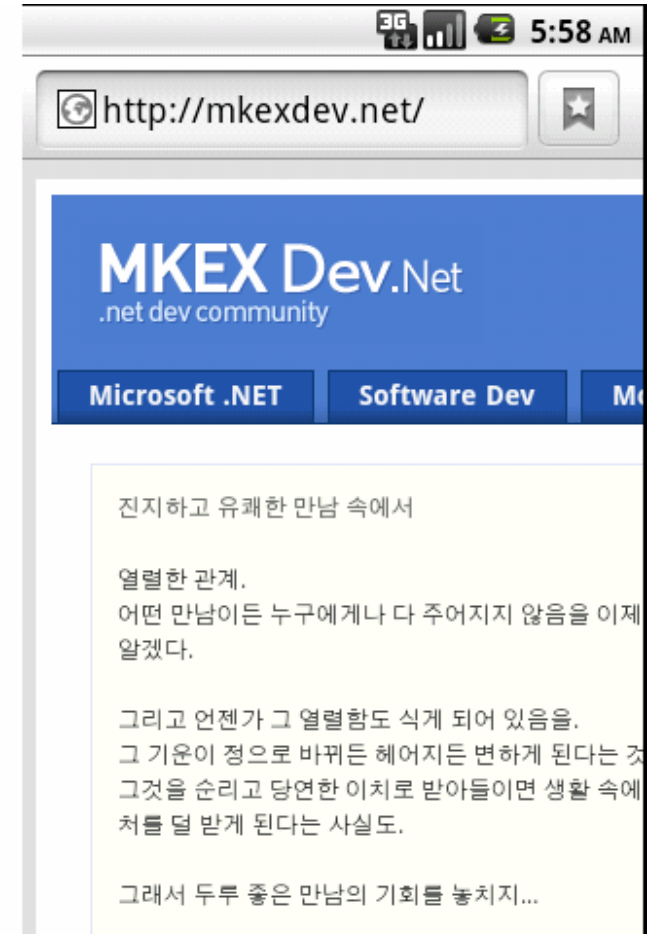 3G 5:58 AM
http://mkexdev.net/
MKEX Dev.Net
.net dev community
Microsoft .NET Software Dev
진지하고 유쾌한 만남 속에서
열렬한 관계.
어떤 만남이든 누구에게나 다 주어지지 않음을 이제
알겠다.
그리고 언젠가 그 열렬함도 식게 되어 있음을.
그 기운이 정으로 바뀌든 헤어지든 변하게 된다는 것
그것을 순리고 당연한 이치로 받아들이면 생활 속에
처를 덜 받게 된다는 사실도.
그래서 두루 좋은 만남의 기회를 놓치지...